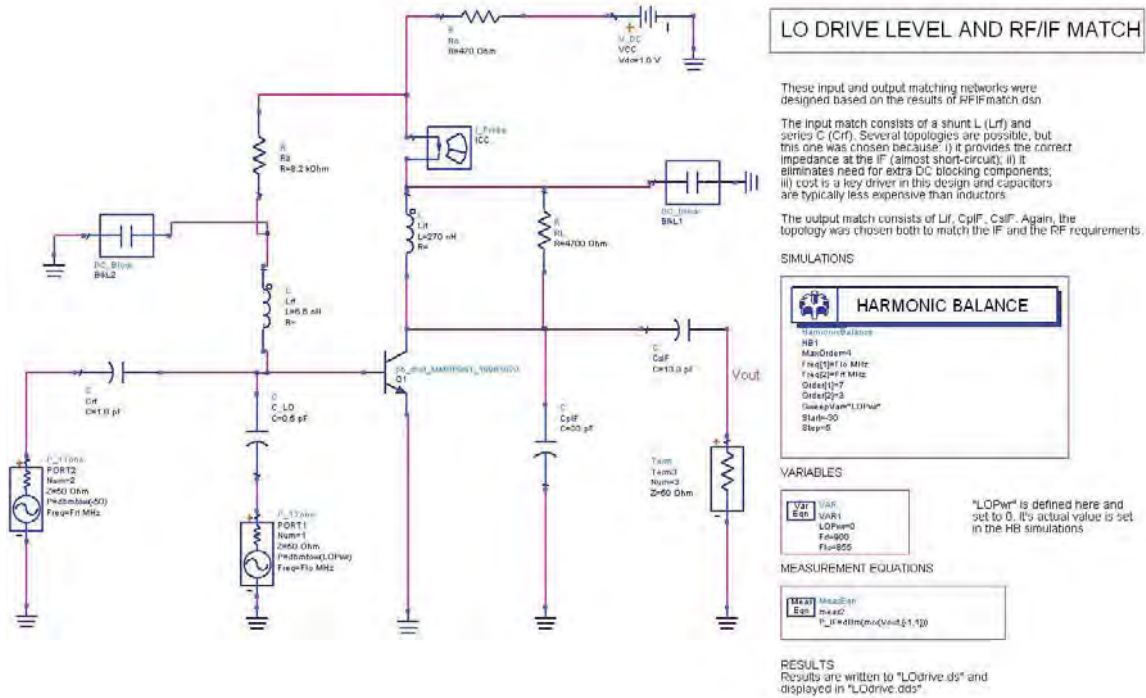 R
R=470 Ohm
V_DC
VCC
Vdc=1.0 V
I_Probe
ICC
R
R=8.2 kOhm
DC_Block
B&L1
L
Lif
L=270 nH
R=
R
RL
R=4700 Ohm
DC_Block
B&L2
L
Lrf
L=6.8 nH
R=
C
Crf
C=1.0 pF
C
C_LO
C=0.6 pF
Q1
C
CsIF
C=10.0 pF
Vout
C
CpIF
C=30 pF
P_1Tone
PORT2
Num=2
Z=50 Ohm
P=dbmtow(-50)
Freq=Frf MHz
P_1Tone
PORT1
Num=1
Z=50 Ohm
P=dbmtow(LOPwr)
Freq=Flo MHz
Term
Term3
Num=3
Z=50 Ohm
LO DRIVE LEVEL AND RF/IF MATCH
These input and output matching networks were
designed based on the results of RFIFmatch.dsn
The input match consists of a shunt L (Lrf) and
series C (Crf). Several topologies are possible, but
this one was chosen because: i) it provides the correct
impedance at the IF (almost short-circuit); ii) it
eliminates need for extra DC blocking components;
iii) cost is a key driver in this design and capacitors
are typically less expensive than inductors
The output match consists of Lif, CpIF, CsIF. Again, the
topology was chosen both to match the IF and the RF requirements.
SIMULATIONS
HARMONIC BALANCE
HarmonicBalance
HB1
MaxOrder=4
Freq[1]=Flo MHz
Freq[2]=Frf MHz
Order[1]=7
Order[2]=3
SweepVar="LOPwr"
Start=-30
Step=5
VARIABLES
Var
Eqn
VAR
VAR1
LOPwr=0
Frf=900
Flo=855
"LOPwr" is defined here and
set to 0. It's actual value is set
in the HB simulations
MEASUREMENT EQUATIONS
Meas
Eqn
MeasEqn
meas2
P_IF=dBm(mix(Vout,{-1,1}))
RESULTS
Results are written to "LOdrive.ds" and
displayed in "LOdrive.dds"